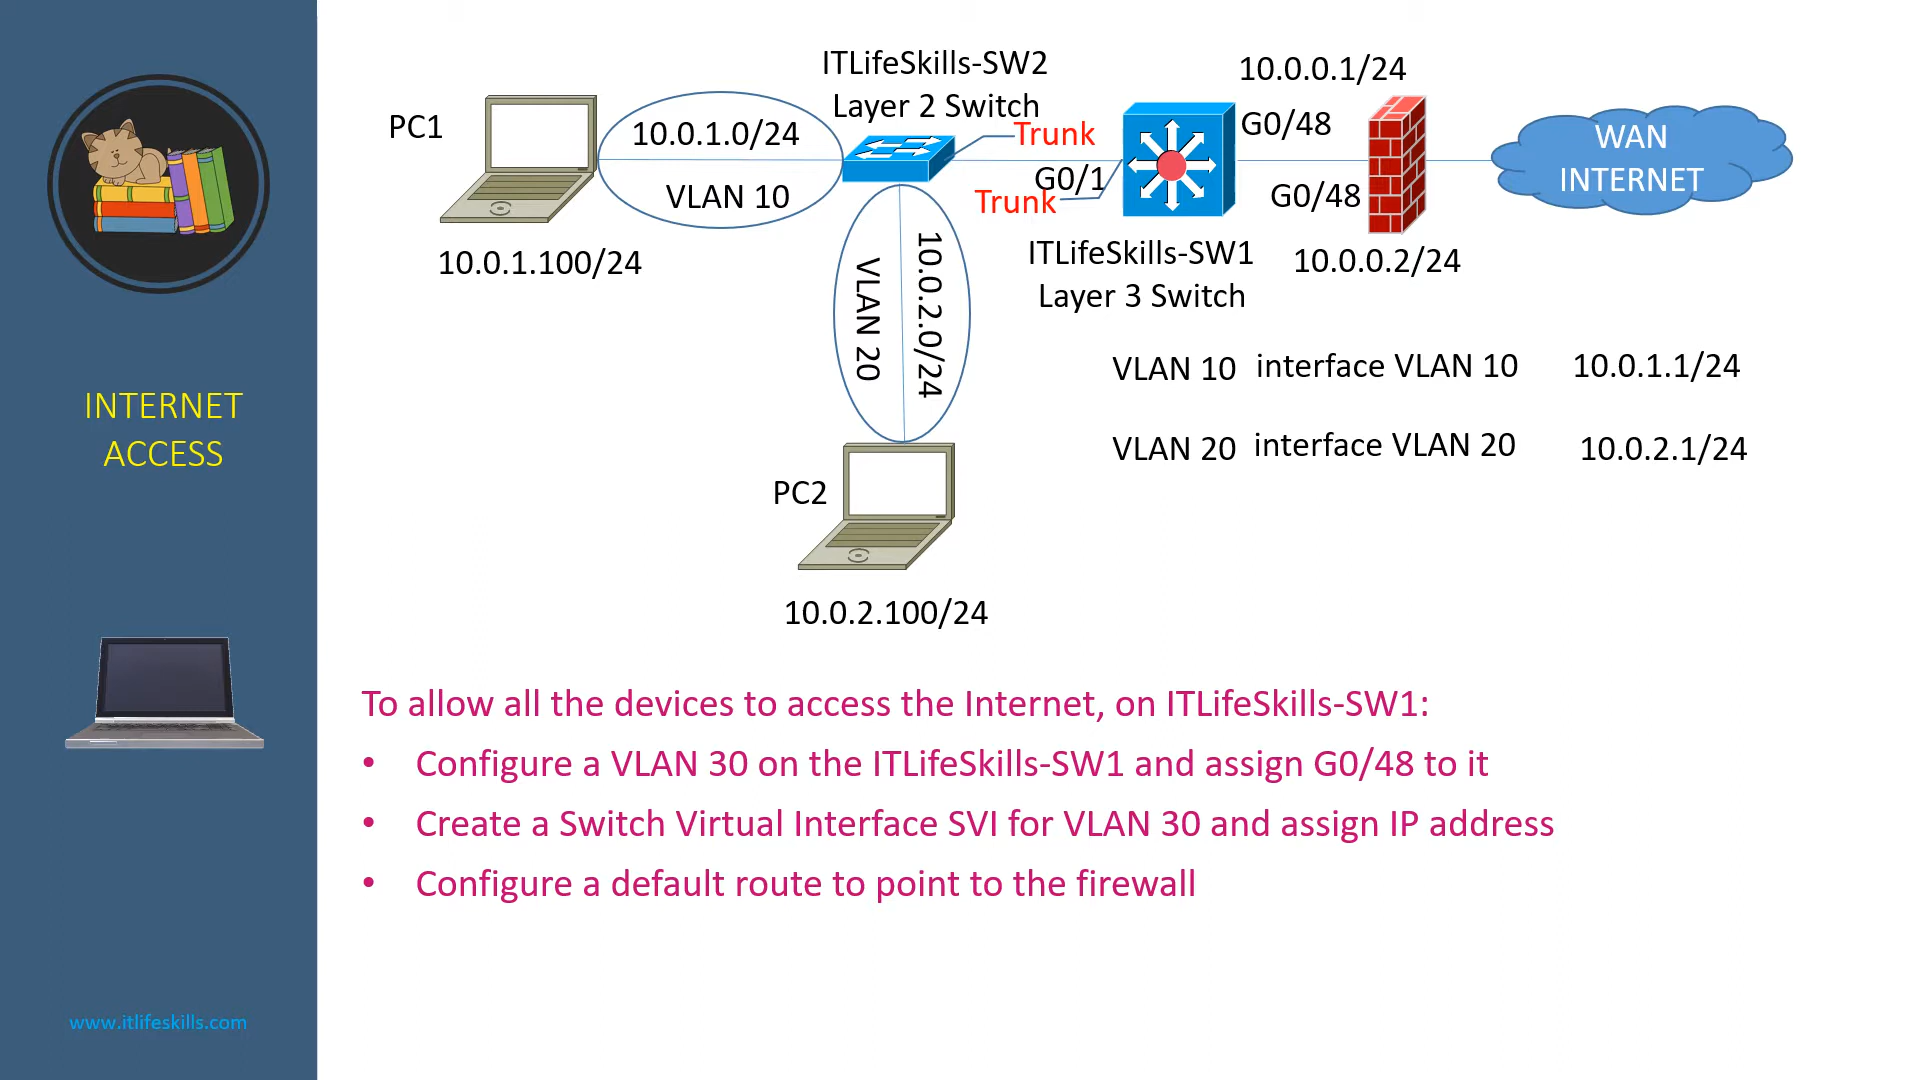 INTERNET
ACCESS
www.itlifeskills.com
PC1
10.0.1.0/24
VLAN 10
10.0.1.100/24
ITLifeSkills-SW2
Layer 2 Switch
Trunk
G0/1
Trunk
10.0.0.1/24
G0/48
G0/48
10.0.0.2/24
WAN
INTERNET
ITLifeSkills-SW1
Layer 3 Switch
VLAN 20
10.0.2.0/24
VLAN 10 interface VLAN 10 10.0.1.1/24
VLAN 20 interface VLAN 20 10.0.2.1/24
PC2
10.0.2.100/24
To allow all the devices to access the Internet, on ITLifeSkills-SW1:
• Configure a VLAN 30 on the ITLifeSkills-SW1 and assign G0/48 to it
• Create a Switch Virtual Interface SVI for VLAN 30 and assign IP address
• Configure a default route to point to the firewall